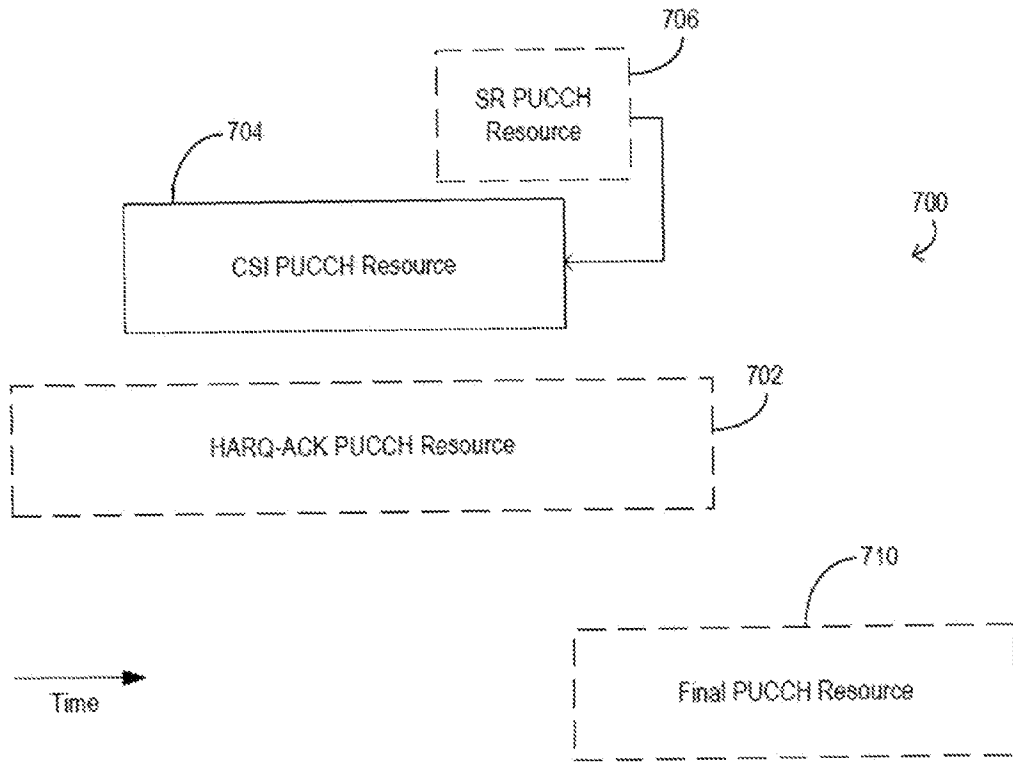 706
SR PUCCH
Resource
704
700
CSI PUCCH Resource
702
HARQ-ACK PUCCH Resource
710
Time
Final PUCCH Resource